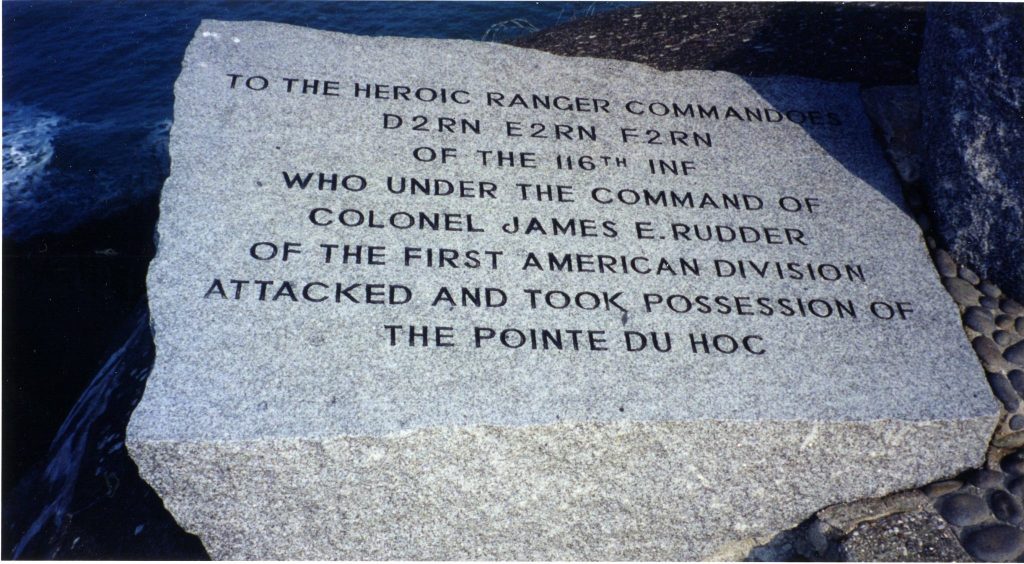 TO THE HEROIC RANGER COMMANDOES
D2RN E2RN F2RN
OF THE 116TH INF
WHO UNDER THE COMMAND OF
COLONEL JAMES E. RUDDER
OF THE FIRST AMERICAN DIVISION
ATTACKED AND TOOK POSSESSION OF
THE POINTE DU HOC